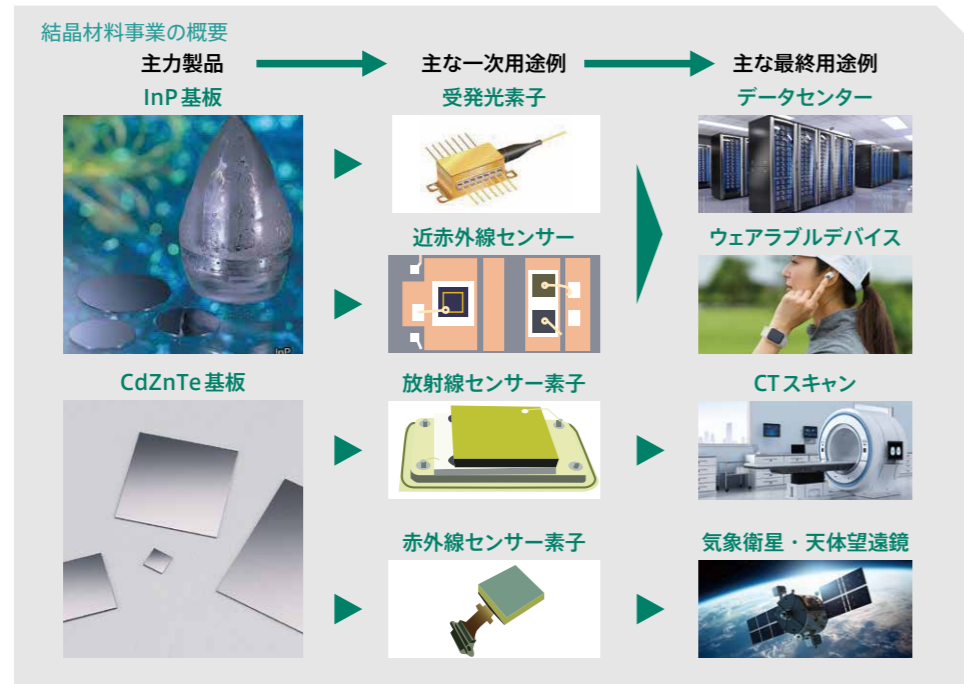 結晶材料事業の概要
主力製品
主な一次用途例
主な最終用途例
InP基板
受発光素子
データセンター
近赤外線センサー
ウェアラブルデバイス
InP
CdZnTe基板
放射線センサー素子
CTスキャン
赤外線センサー素子
気象衛星・天体望遠鏡